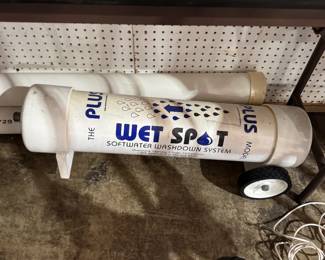 THE PLUS
WET SPOT
SOFTWATER WASHDOWN SYSTEM
PLUS